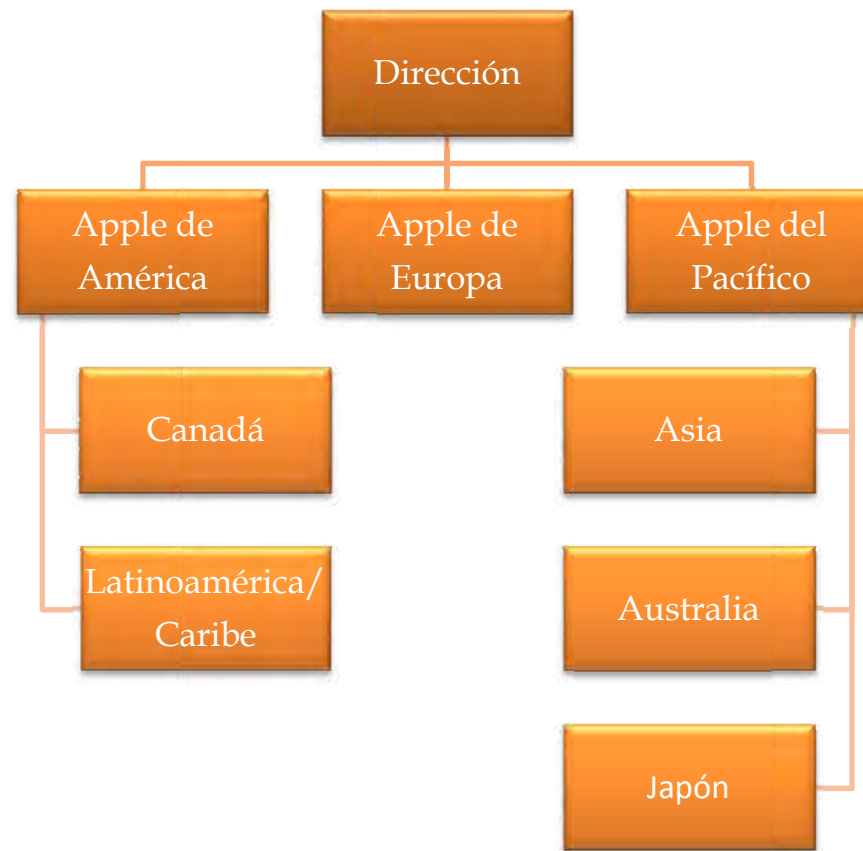 Dirección
Apple de
América
Apple de
Europa
Apple del
Pacífico
Canadá
Asia
Latinoamérica/
Caribe
Australia
Japón